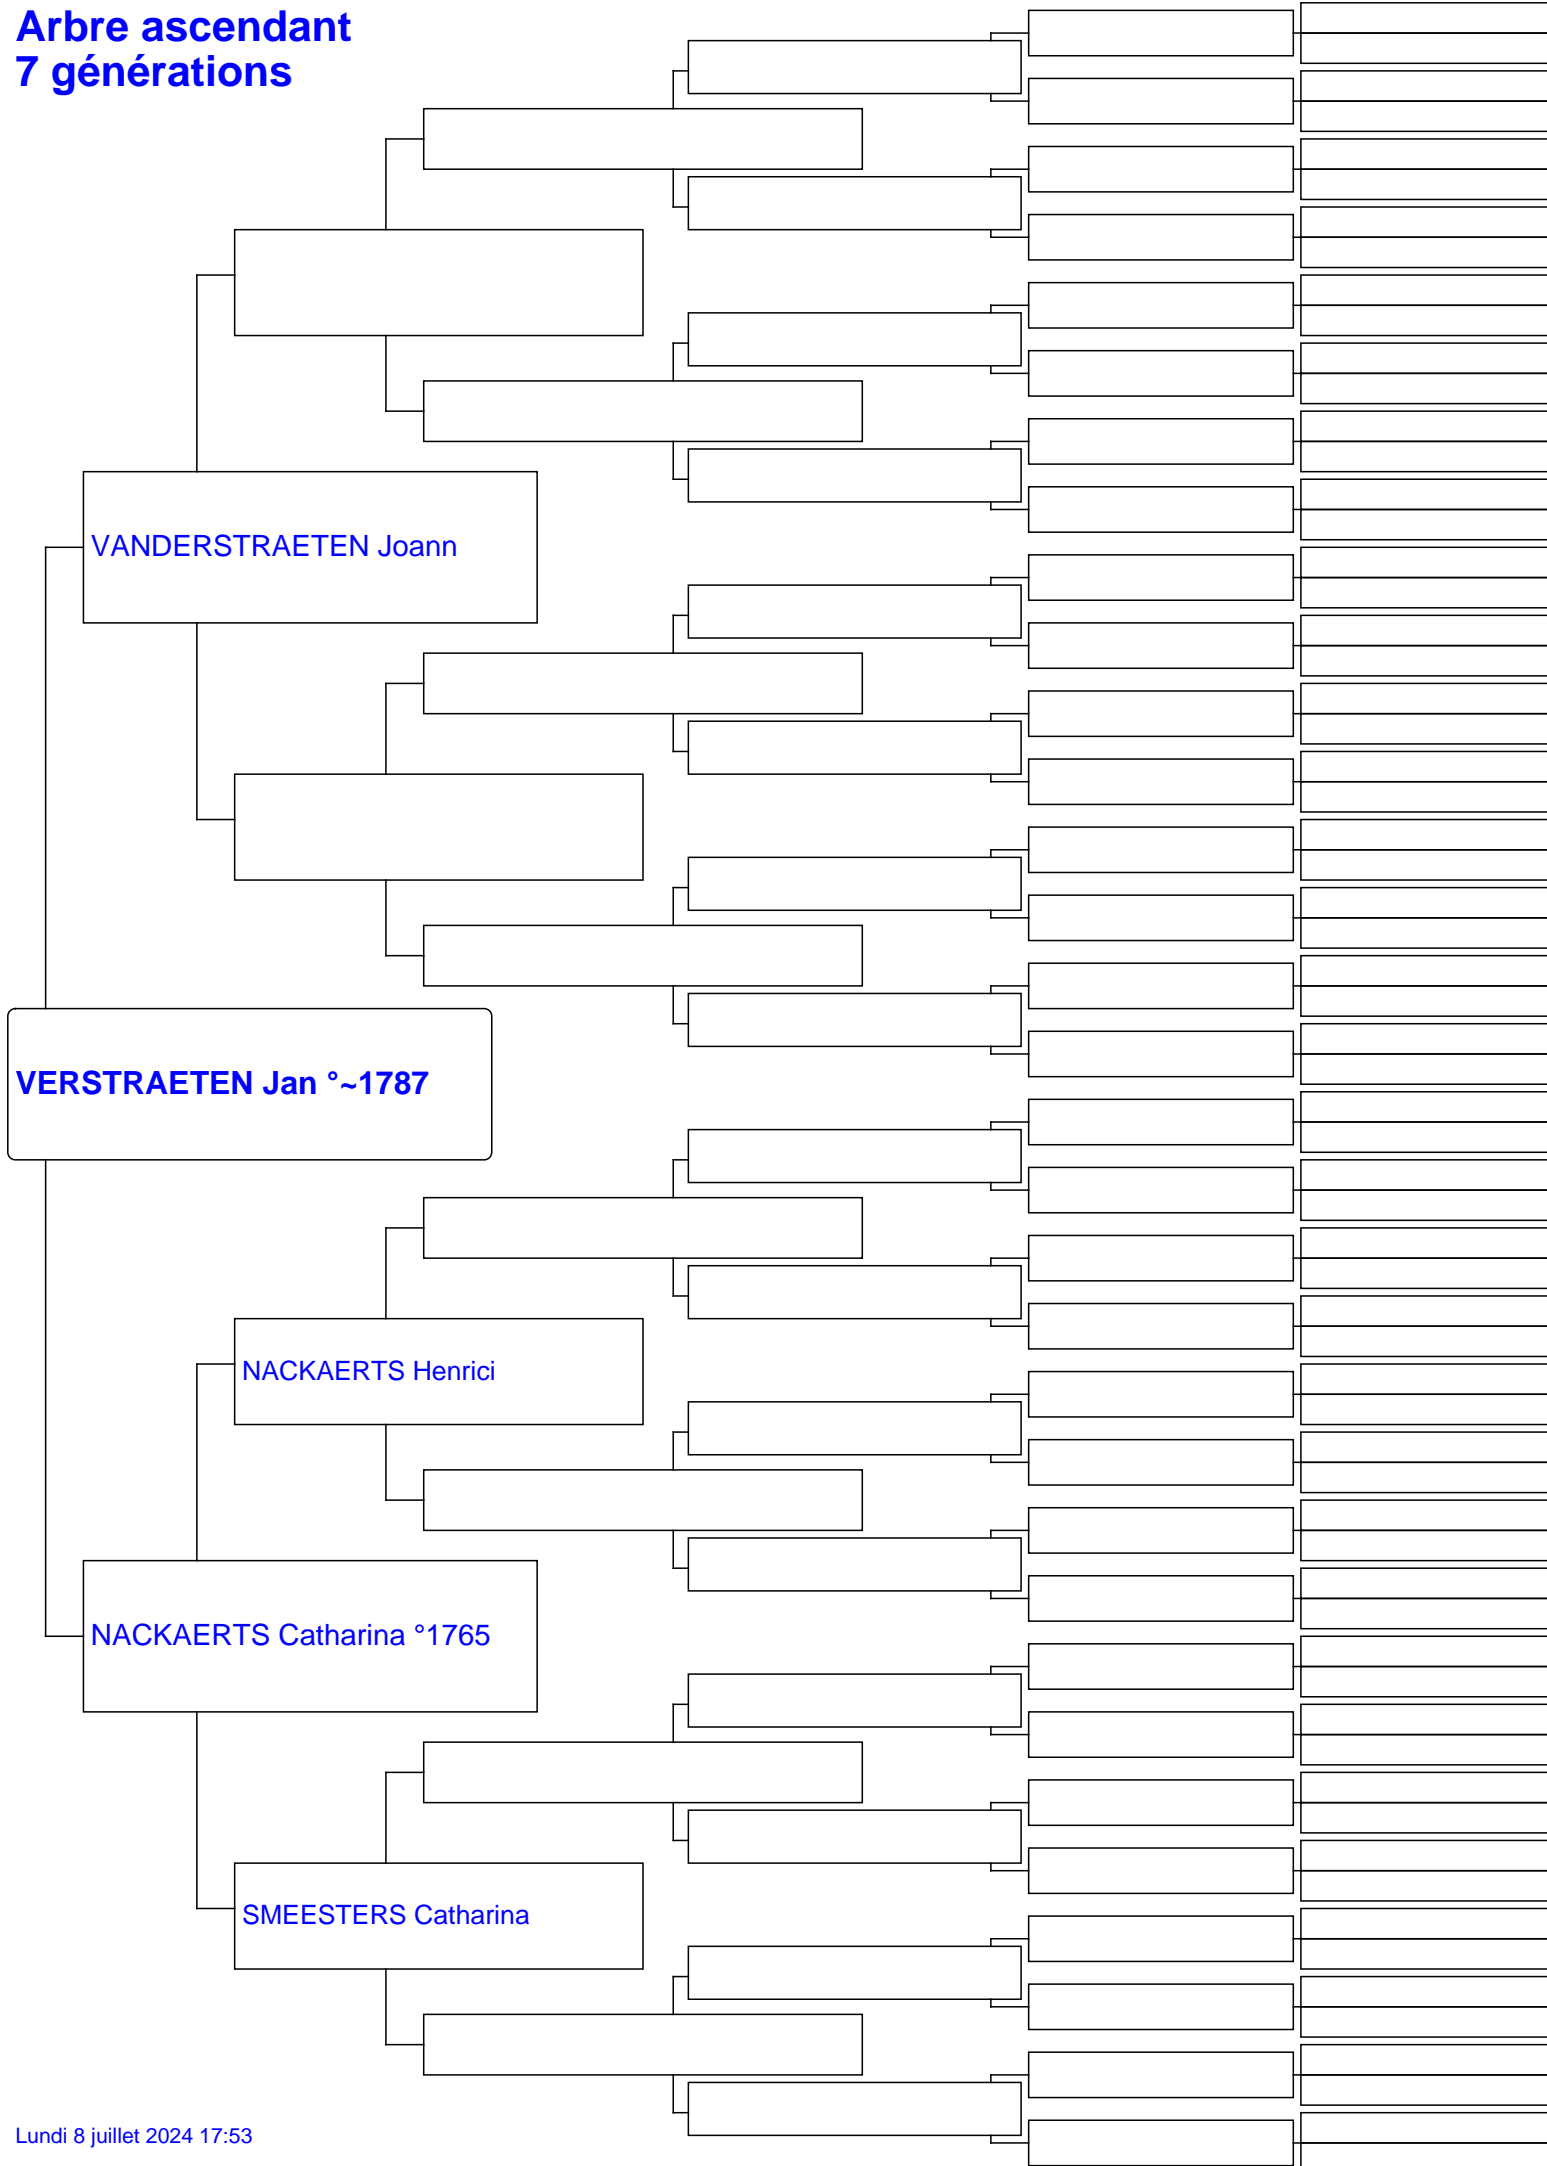 Arbre ascendant
7 générations
VANDERSTRAETEN Joann
VERSTRAETEN Jan °~1787
NACKAERTS Henrici
NACKAERTS Catharina °1765
SMEESTERS Catharina
Lundi 8 juillet 2024 17:53